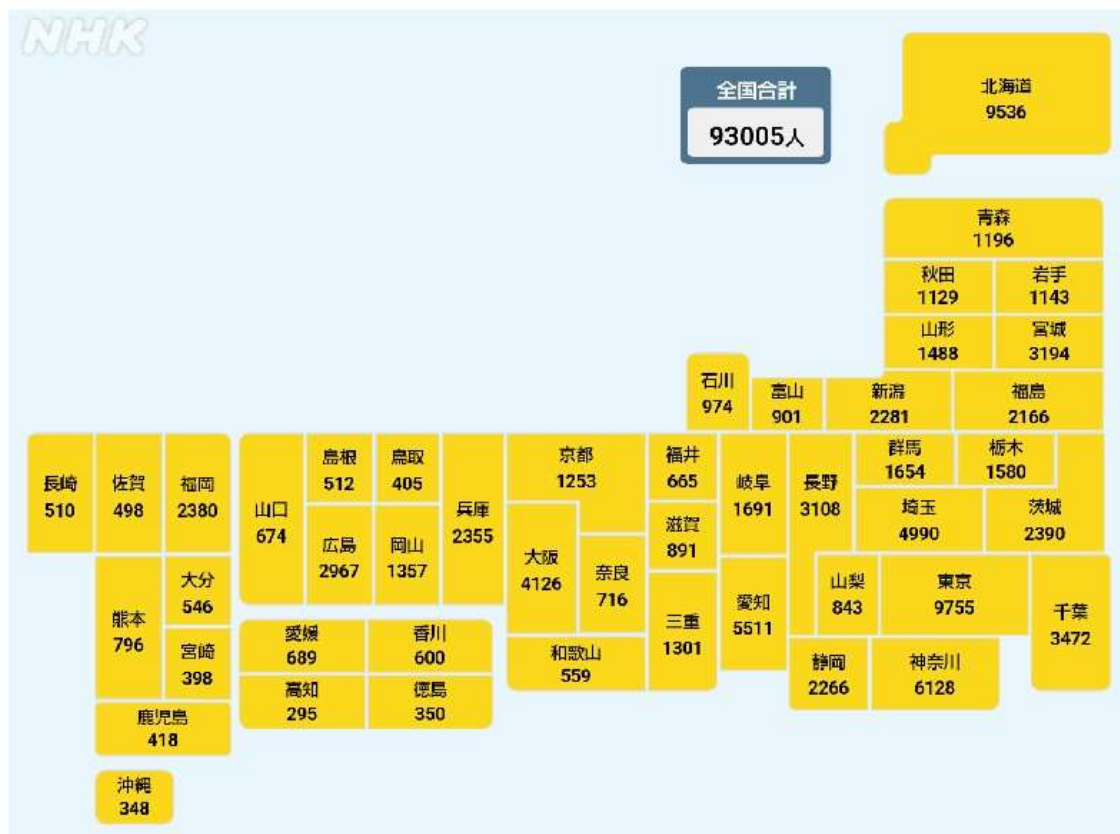 NHK
全国合計
93005人
北海道
9536
青森
1196
秋田
1129
岩手
1143
山形
1488
宮城
3194
石川
974
富山
901
新潟
2281
福島
2166
長崎
510
佐賀
498
福岡
2380
山口
674
島根
512
鳥取
405
兵庫
2355
京都
1253
福井
665
岐阜
1691
長野
3108
群馬
1654
栃木
1580
埼玉
4990
茨城
2390
広島
2967
岡山
1357
大阪
4126
奈良
716
滋賀
891
三重
1301
愛知
5511
山梨
843
東京
9755
千葉
3472
熊本
796
大分
546
宮崎
398
愛媛
689
香川
600
和歌山
559
静岡
2266
神奈川
6128
高知
295
徳島
350
鹿児島
418
沖縄
348